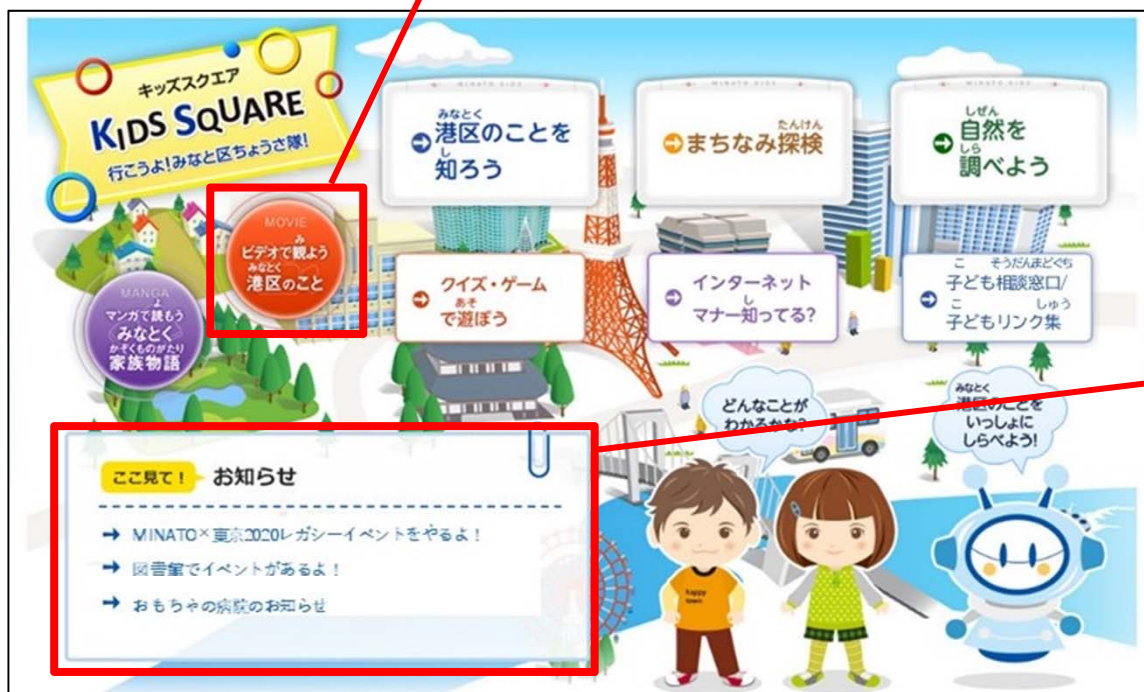 キッズスクエア
KIDS SQUARE
行こうよ!みなと区ちょうさ隊!
MINATO KIDS
みなとく
港区のことを
し
知ろう
MINATO KIDS
たんけん
まちなみ探検
MINATO KIDS
しぜん
自然を
しら
調べよう
MOVIE
み
ビデオで観よう
みなとく
港区のこと
MANGA
よ
マンガで読もう
みなとく
かぞくものがたり
家族物語
クイズ・ゲーム
あそ
で遊ぼう
インターネット
し
マナー知ってる?
こ そうだんまどぐち
子ども相談窓口/
こ しゅう
子どもリンク集
どんなことが
わかるかな?
みなとく
港区のことを
いっしょに
しらべよう!
ここ見て! お知らせ
MINATO×東京2020レガシーイベントをやるよ!
図書館でイベントがあるよ!
おもちゃの病院のお知らせ
happy
town